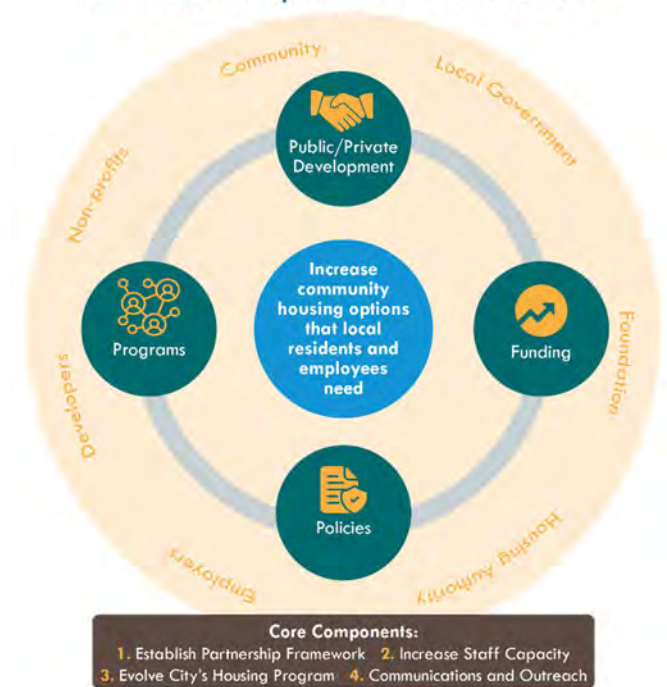 Community
Local Government
Non-profits
Public/Private
Development
Increase
community
housing options
that local
residents and
employees
need
Programs
Funding
Foundation
Developers
Policies
Employers
Housing Authority
Core Components:
1. Establish Partnership Framework 2. Increase Staff Capacity
3. Evolve City's Housing Program 4. Communications and Outreach